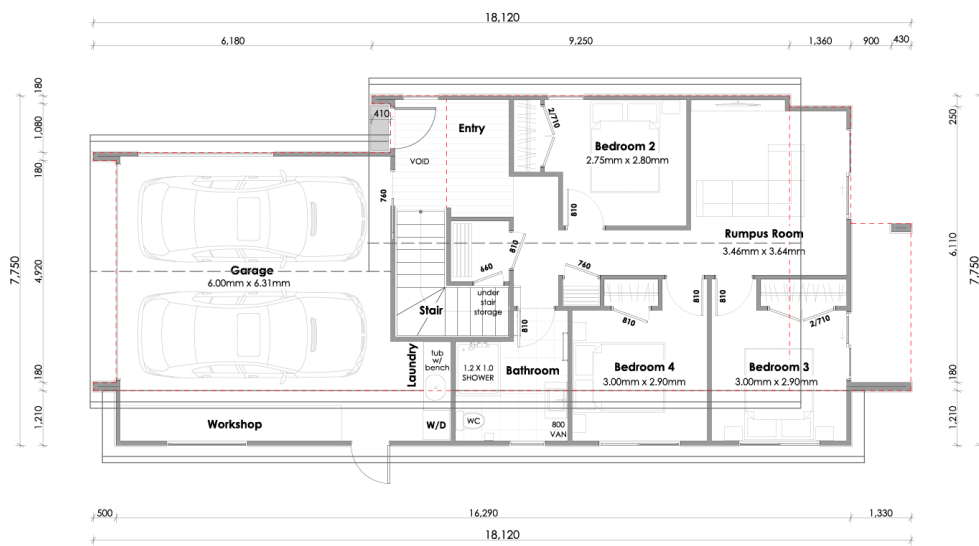 18,120
6,180
9,250
1,360
900
430
180
1,080
180
4,220
180
1,210
7,750
410
Entry
VOID
2/710
Bedroom 2
2.75mm x 2.80mm
760
810
250
6,110
7,750
180
1,210
Rumpus Room
3.46mm x 3.64mm
810
660
760
Garage
6.00mm x 6.31mm
Stair
under
stair
storage
810
810
810
810
2/710
Laundry
tub
w/
bench
1.2 X 1.0
SHOWER
Bathroom
Bedroom 4
3.00mm x 2.90mm
Bedroom 3
3.00mm x 2.90mm
Workshop
W/D
WC
800
VAN
500
16,290
1,330
18,120